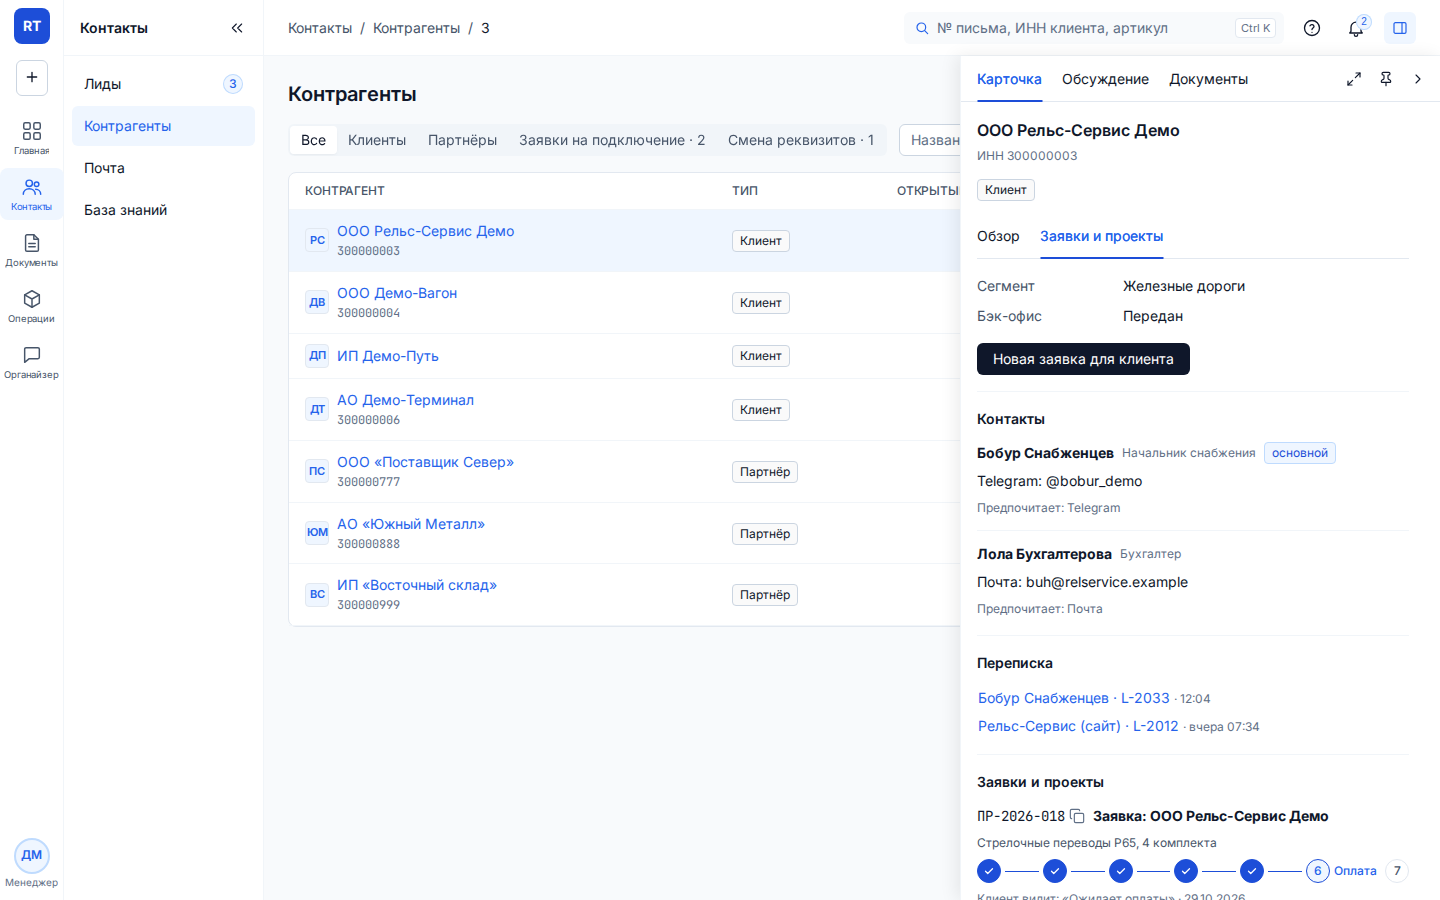 RT
Контакты
Контакты / Контрагенты / 3
№ письма, ИНН клиента, артикул
Ctrl K
2
Главная
Контакты
Документы
Операции
Органайзер
ДМ
Менеджер
Лиды
3
Контрагенты
Почта
База знаний
Контрагенты
Все
Клиенты
Партнёры
Заявки на подключение · 2
Смена реквизитов · 1
Назван
КОНТРАГЕНТ ТИП ОТКРЫТЫ
РС ООО Рельс-Сервис Демо Клиент
300000003
ДВ ООО Демо-Вагон Клиент
300000004
ДП ИП Демо-Путь Клиент
ДТ АО Демо-Терминал Клиент
300000006
ПС ООО «Поставщик Север» Партнёр
300000777
ЮМ АО «Южный Металл» Партнёр
300000888
ВС ИП «Восточный склад» Партнёр
300000999
Карточка Обсуждение Документы
ООО Рельс-Сервис Демо
ИНН 300000003
Клиент
Обзор Заявки и проекты
Сегмент Железные дороги
Бэк-офис Передан
Новая заявка для клиента
Контакты
Бобур Снабженцев Начальник снабжения основной
Telegram: @bobur_demo
Предпочитает: Telegram
Лола Бухгалтерова Бухгалтер
Почта: buh@relservice.example
Предпочитает: Почта
Переписка
Бобур Снабженцев · L-2033 · 12:04
Рельс-Сервис (сайт) · L-2012 · вчера 07:34
Заявки и проекты
ПР-2026-018 Заявка: ООО Рельс-Сервис Демо
Стрелочные переводы Р65, 4 комплекта
6 Оплата 7
Клиент видит: «Ожидает оплаты» · 29.10.2026